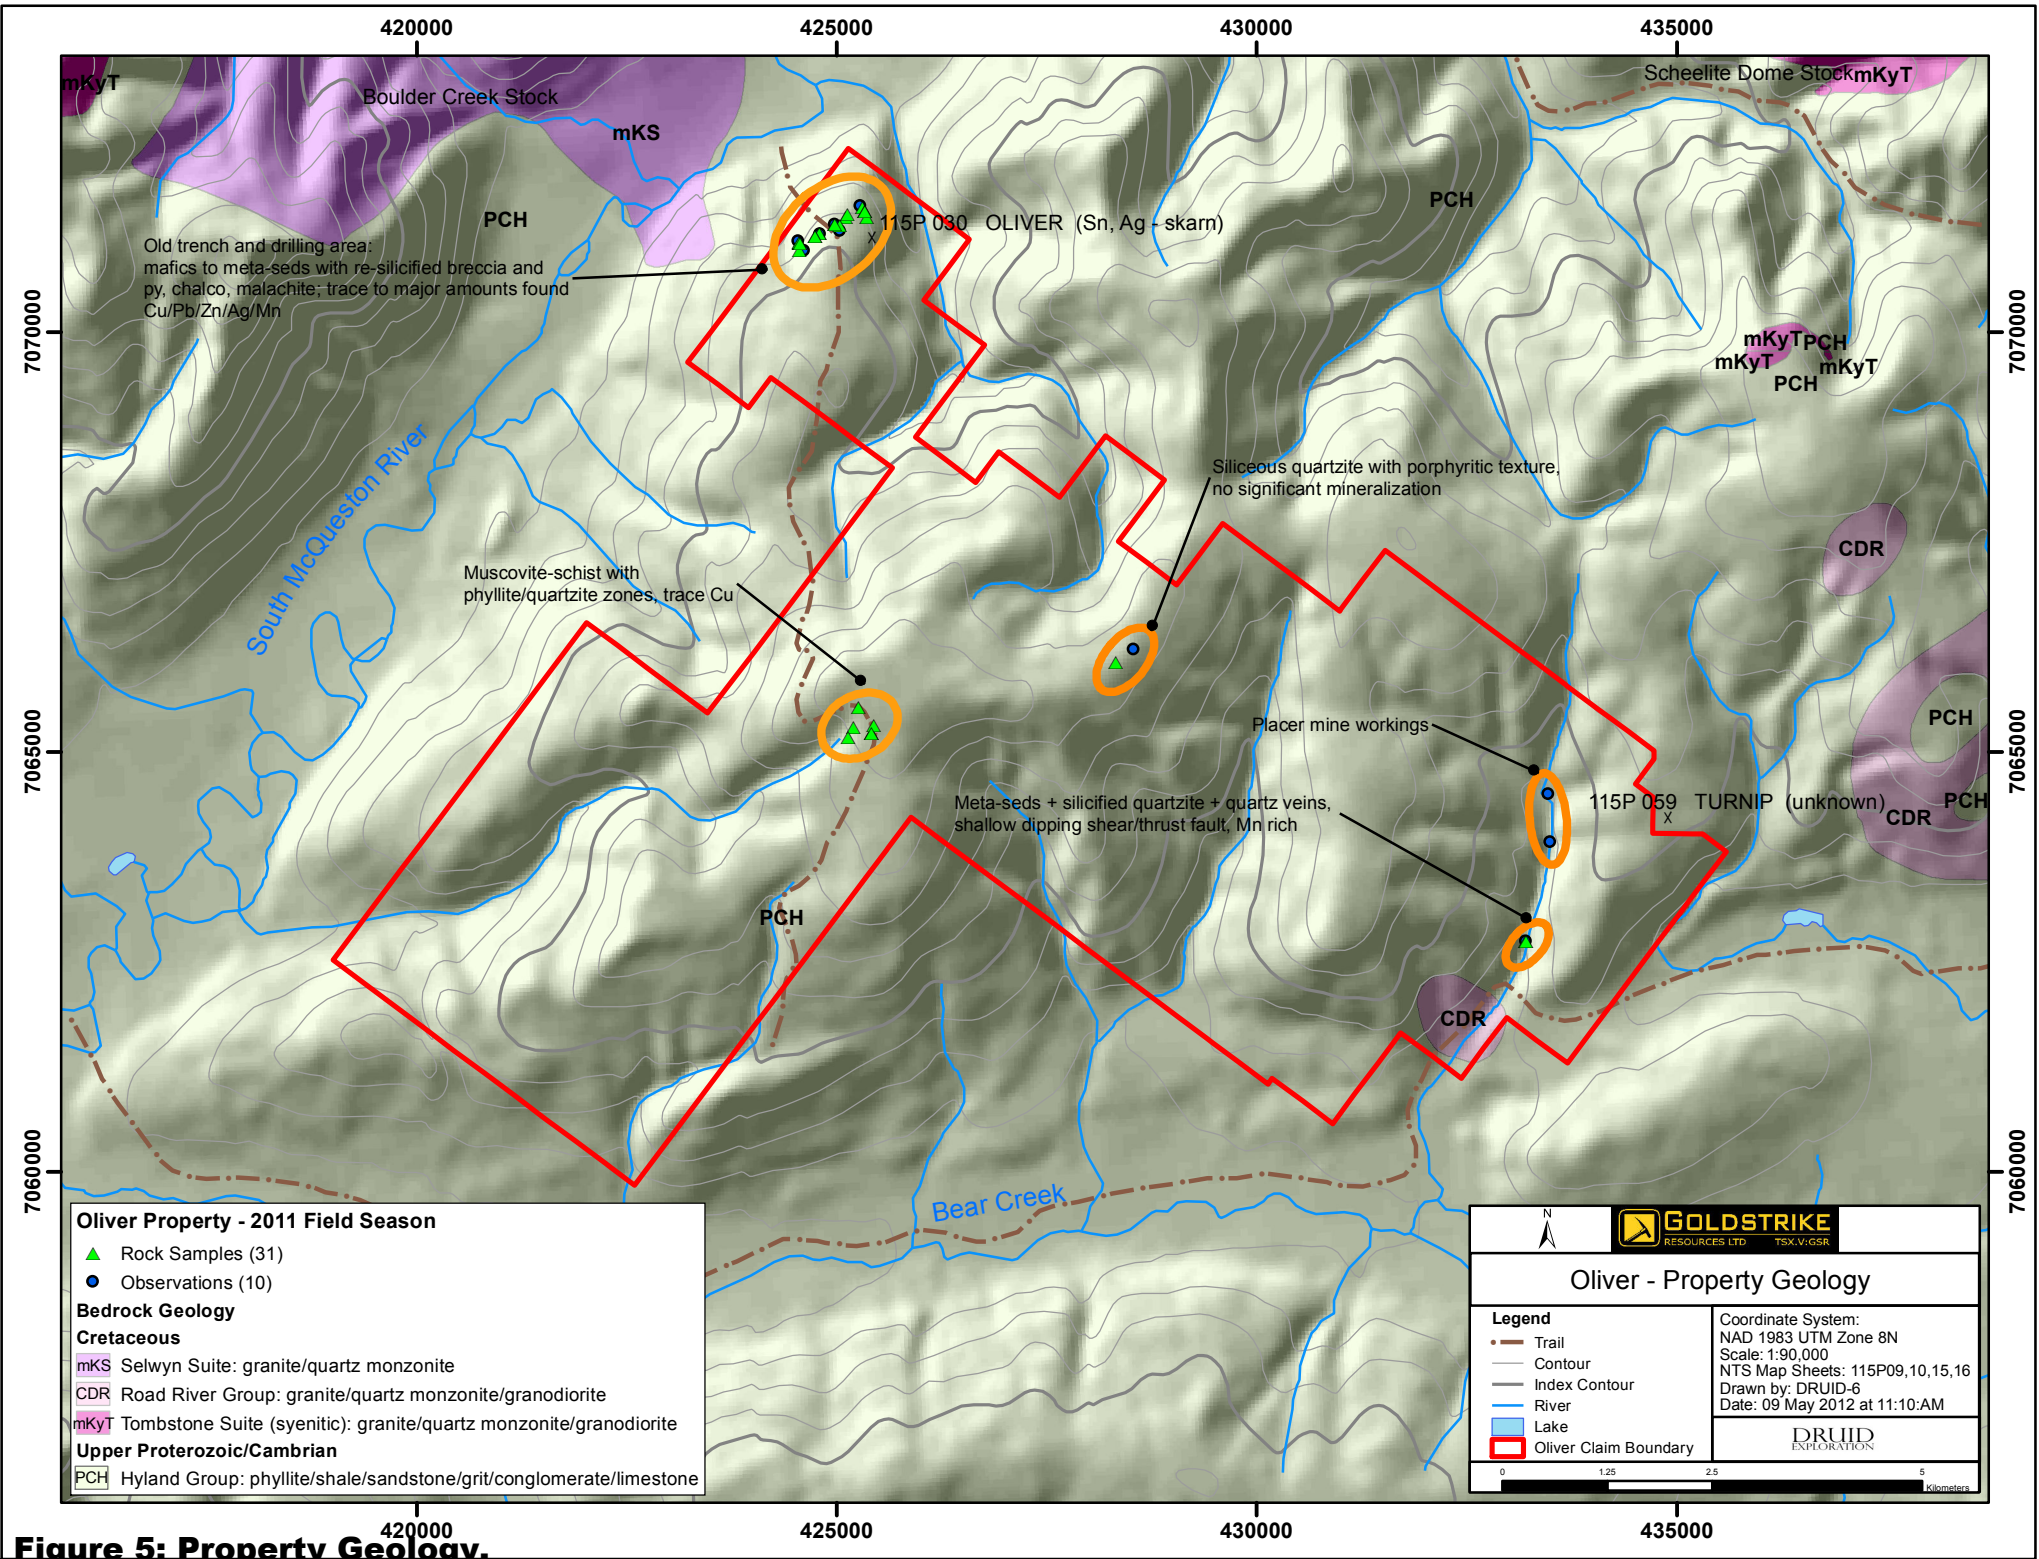 420000
425000
430000
435000
mKyT
Boulder Creek Stock
mKS
Scheelite Dome Stock
mKyT
PCH
PCH
115P 030 OLIVER (Sn, Ag - skarn)
X
Old trench and drilling area:
mafics to meta-seds with re-silicified breccia and
py, chalco, malachite; trace to major amounts found
Cu/Pb/Zn/Ag/Mn
7070000
7070000
mKyT
PCH
mKyT
mKyT
PCH
South McQueston River
Siliceous quartzite with porphyritic texture,
no significant mineralization
CDR
Muscovite-schist with
phyllite/quartzite zones, trace Cu
PCH
Placer mine workings
7065000
7065000
Meta-seds + silicified quartzite + quartz veins,
shallow dipping shear/thrust fault, Mn rich
115P 059 TURNIP (unknown)
X
PCH
CDR
PCH
CDR
7060000
7060000
Bear Creek
Oliver Property - 2011 Field Season
Rock Samples (31)
Observations (10)
Bedrock Geology
Cretaceous
mKS Selwyn Suite: granite/quartz monzonite
CDR Road River Group: granite/quartz monzonite/granodiorite
mKyT Tombstone Suite (syenitic): granite/quartz monzonite/granodiorite
Upper Proterozoic/Cambrian
PCH Hyland Group: phyllite/shale/sandstone/grit/conglomerate/limestone
N
GOLDSTRIKE
RESOURCES LTD TSX.V:GSR
Oliver - Property Geology
Legend
Trail
Contour
Index Contour
River
Lake
Oliver Claim Boundary
Coordinate System:
NAD 1983 UTM Zone 8N
Scale: 1:90,000
NTS Map Sheets: 115P09,10,15,16
Drawn by: DRUID-6
Date: 09 May 2012 at 11:10:AM
DRUID
EXPLORATION
0 1.25 2.5 5
Kilometers
420000
425000
430000
435000
Figure 5: Property Geology.